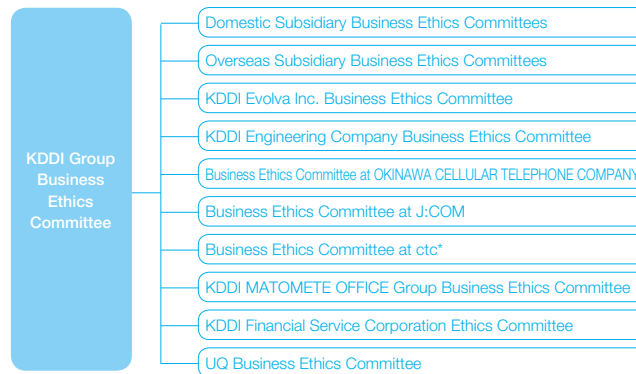 KDDI Group
Business
Ethics
Committee
Domestic Subsidiary Business Ethics Committees
Overseas Subsidiary Business Ethics Committees
KDDI Evolva Inc. Business Ethics Committee
KDDI Engineering Company Business Ethics Committee
Business Ethics Committee at OKINAWA CELLULAR TELEPHONE COMPANY
Business Ethics Committee at J:COM
Business Ethics Committee at ctc*
KDDI MATOMETE OFFICE Group Business Ethics Committee
KDDI Financial Service Corporation Ethics Committee
UQ Business Ethics Committee